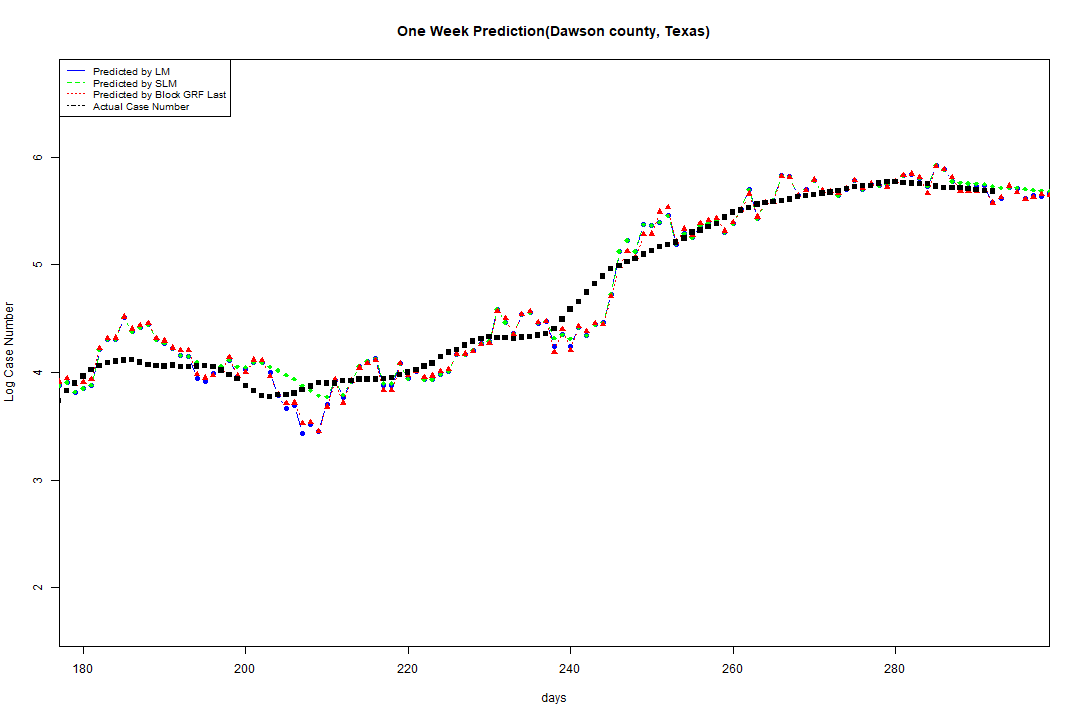 One Week Prediction(Dawson county, Texas)
Predicted by LM
Predicted by SLM
Predicted by Block GRF Last
Actual Case Number
6
5
4
3
2
Log Case Number
180 200 220 240 260 280
days